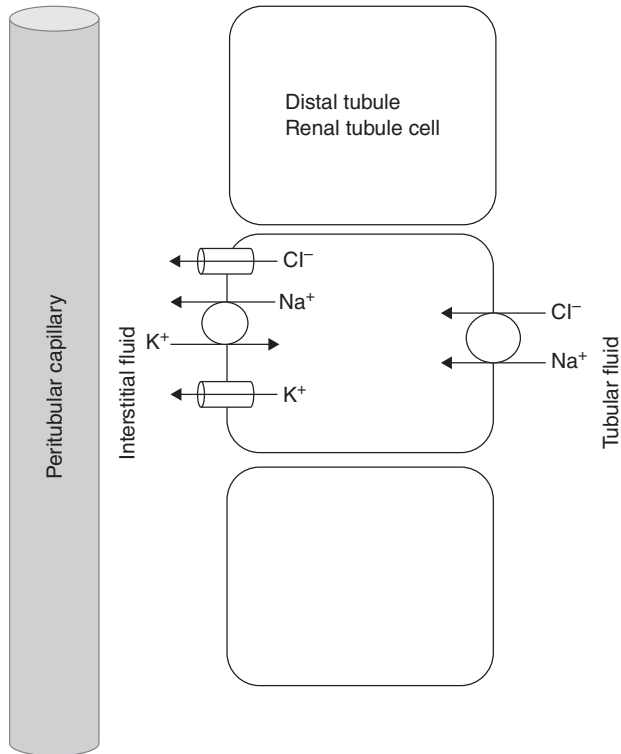 Distal tubule
Renal tubule cell
Cl⁻
Na⁺
K⁺
K⁺
Cl⁻
Na⁺
Peritubular capillary
Interstitial fluid
Tubular fluid